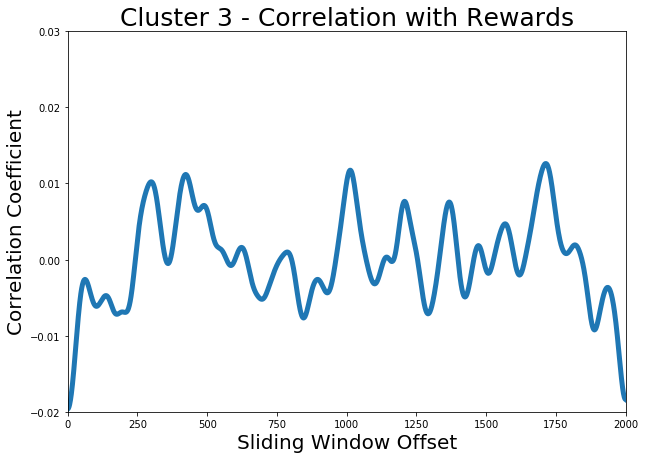 Cluster 3 - Correlation with Rewards
0.03
0.02
0.01
0.00
−0.01
−0.02
Correlation Coefficient
0 250 500 750 1000 1250 1500 1750 2000
Sliding Window Offset